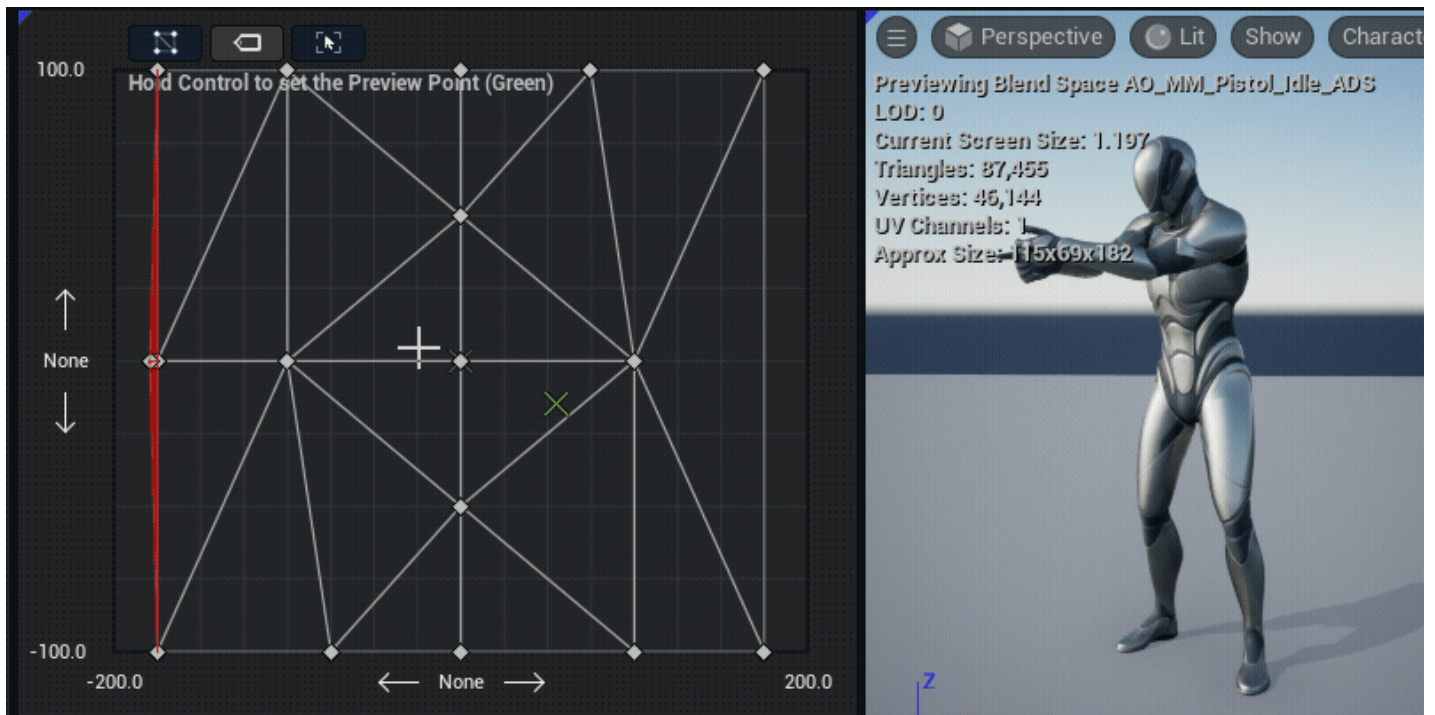 Perspective
Lit
Show
Charact
100.0
Hold Control to set the Preview Point (Green)
None
-100.0
-200.0
None
200.0
Previewing Blend Space AO_MM_Pistol_Idle_ADS
LOD: 0
Current Screen Size: 1.197
Triangles: 87,455
Vertices: 46,144
UV Channels: 1
Approx Size: 115x69x182
Z